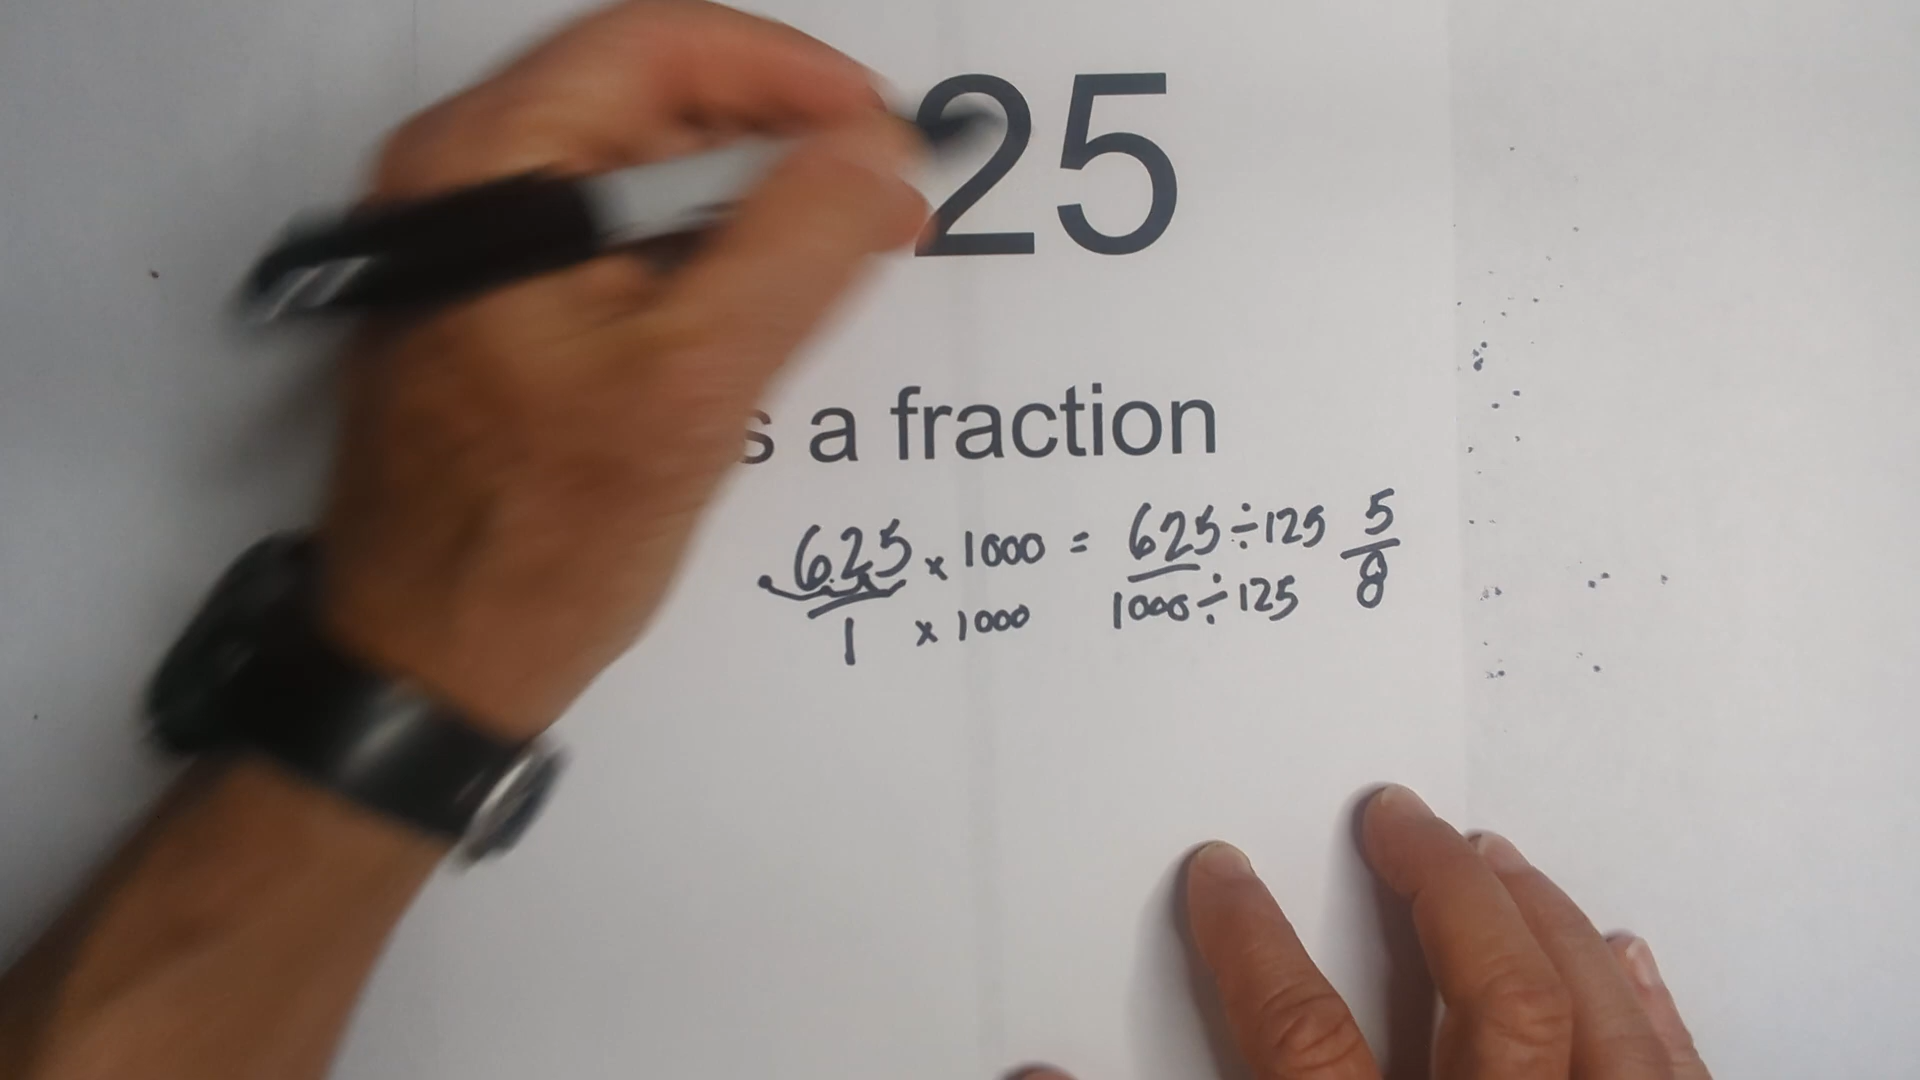 25
a fraction
.625 x 1000 = 625÷125 5
1 x 1000 1000÷125 8